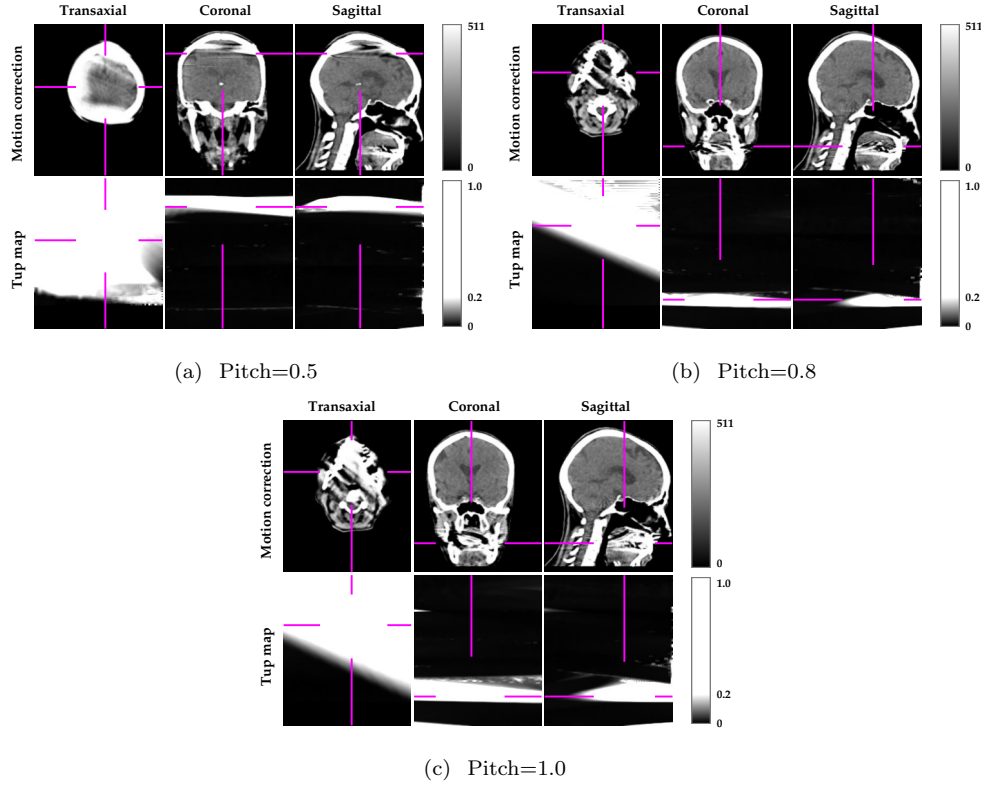 Transaxial Coronal Sagittal
Motion correction
511
0
Tup map
1.0
0.2
0
(a) Pitch=0.5
Transaxial Coronal Sagittal
Motion correction
511
0
Tup map
1.0
0.2
0
(b) Pitch=0.8
Transaxial Coronal Sagittal
Motion correction
511
0
Tup map
1.0
0.2
0
(c) Pitch=1.0